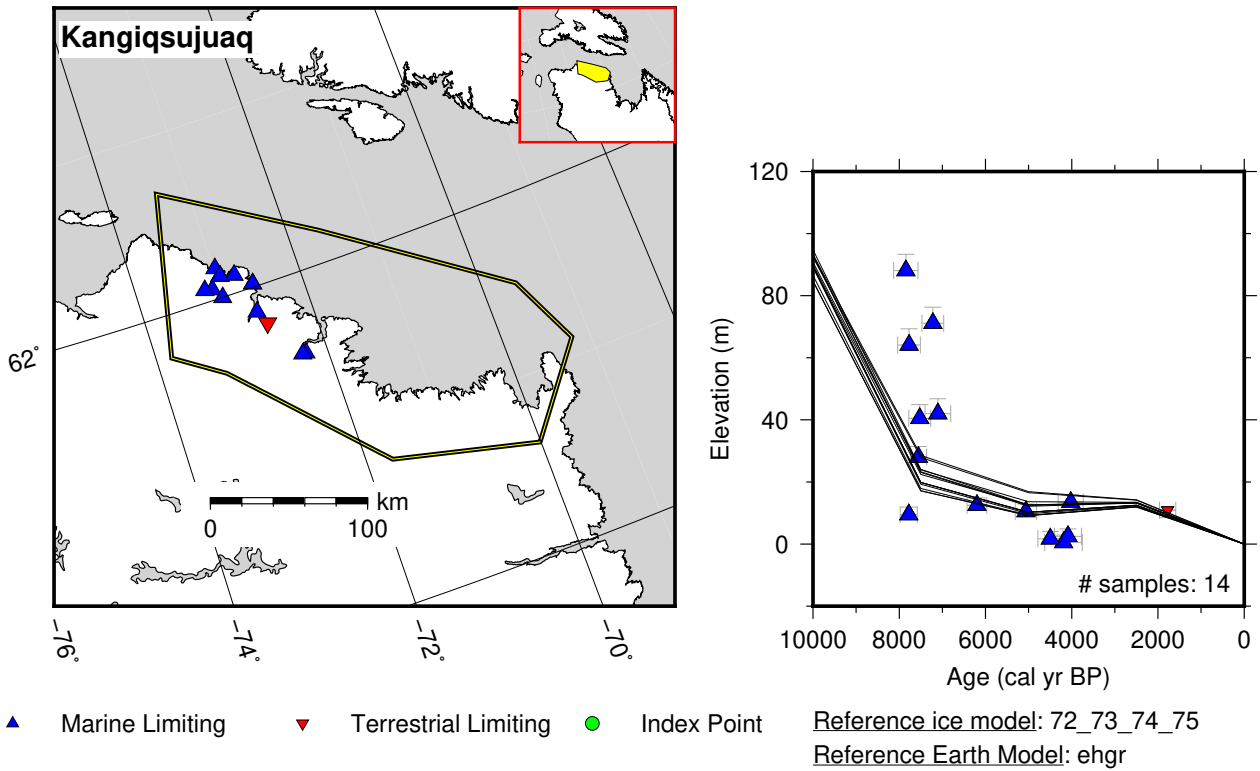 Kangiqsujuaq
62°
km
0 100
-76°
-74°
-72°
-70°
120
80
40
0
Elevation (m)
# samples: 14
10000 8000 6000 4000 2000 0
Age (cal yr BP)
Marine Limiting
Terrestrial Limiting
Index Point
Reference ice model: 72_73_74_75
Reference Earth Model: ehgr